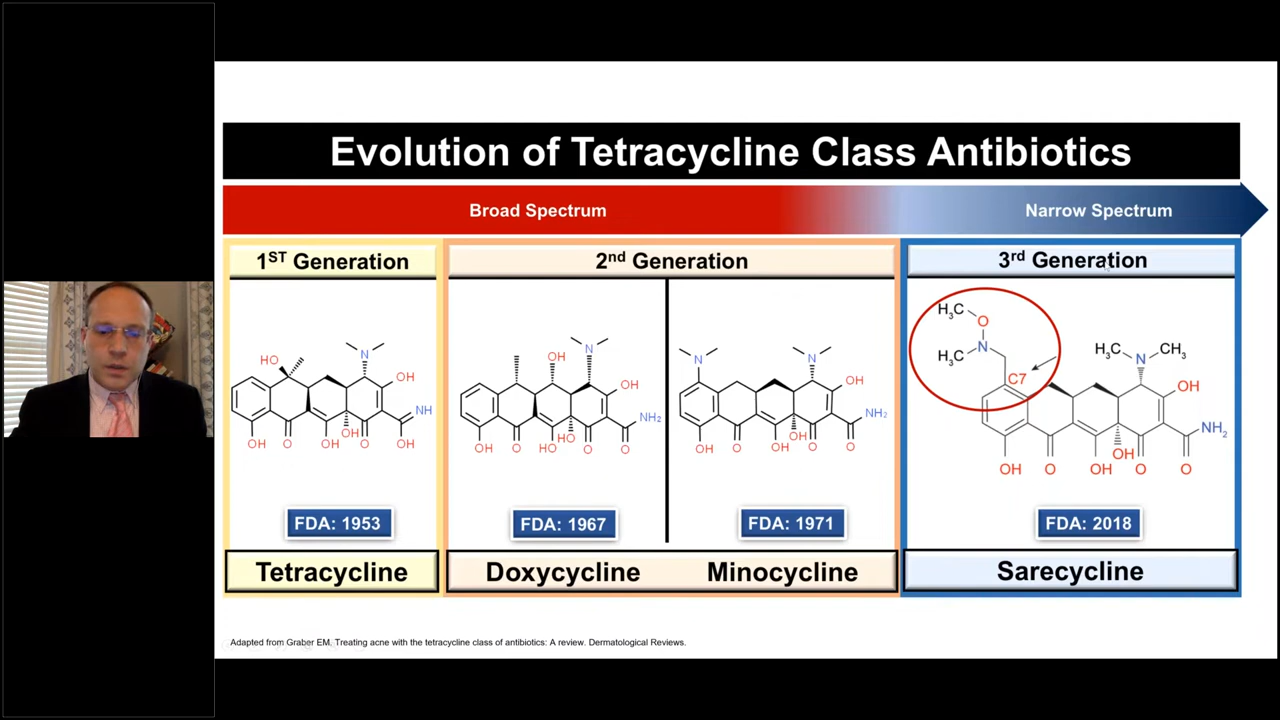 Evolution of Tetracycline Class Antibiotics
Broad Spectrum
Narrow Spectrum
1ST Generation
2nd Generation
3rd Generation
HO
N
OH
NH
OH
O
OH
OH
O
OH
OH
N
OH
NH2
OH
O
HO
HO
O
O
N
N
OH
NH2
OH
O
OH
OH
O
O
H3C
O
H3C
N
C7
H3C
N
CH3
OH
NH2
OH
O
OH
OH
O
O
FDA: 1953
FDA: 1967
FDA: 1971
FDA: 2018
Tetracycline
Doxycycline
Minocycline
Sarecycline
Adapted from Graber EM. Treating acne with the tetracycline class of antibiotics: A review. Dermatological Reviews.